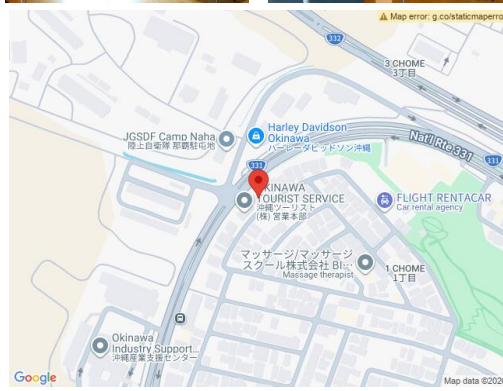 Map error: g.co/staticmaperro
332
3 CHOME
3丁目
Harley Davidson
Okinawa
ハーレーダビッドソン沖縄
JGSDF Camp Naha
陸上自衛隊 那覇駐屯地
331
Nat'l Rte 331
331
KINAWA
TOURIST SERVICE
沖縄ツーリスト
(株) 営業本部
FLIGHT RENTACAR
Car rental agency
マッサージ/マッサージ
スクール株式会社 BI...
Massage therapist
1 CHOME
1丁目
Okinawa
Industry Support...
沖縄産業支援センター
Google
Map data ©202